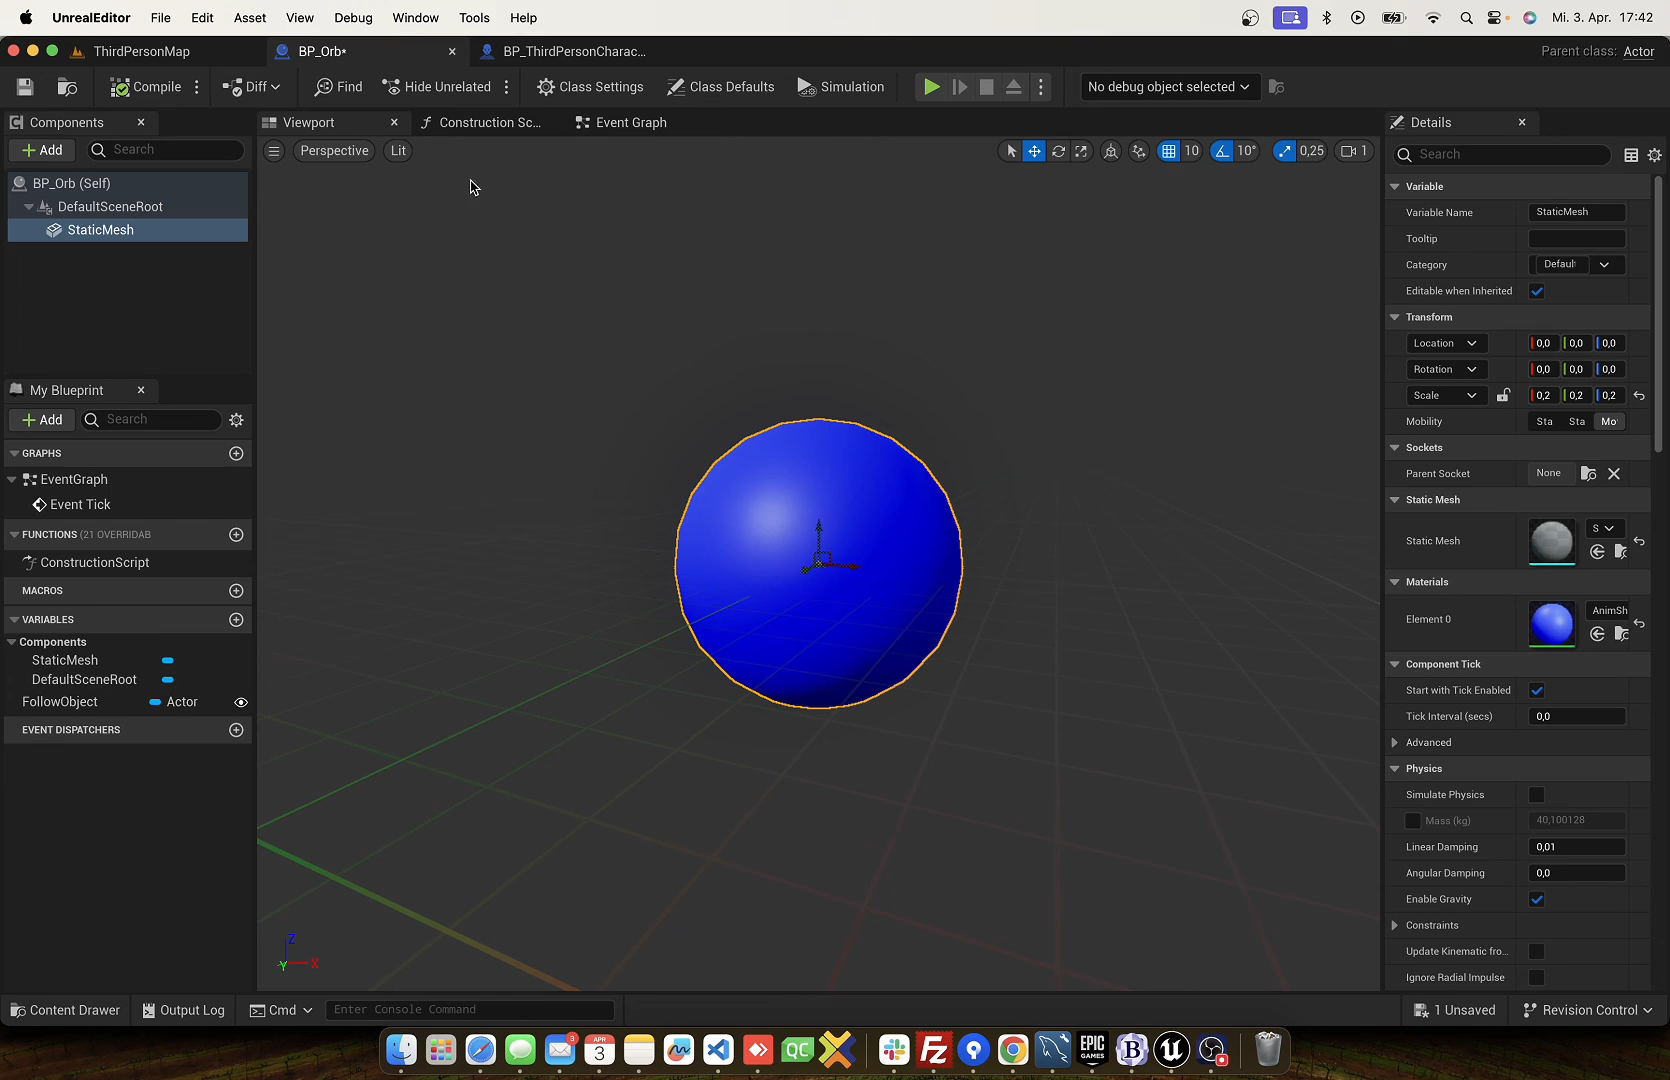 UnrealEditor File Edit Asset View Debug Window Tools Help Mi. 3. Apr. 17:42
ThirdPersonMap BP_Orb* BP_ThirdPersonCharac... Parent class: Actor
Compile Diff Find Hide Unrelated Class Settings Class Defaults Simulation No debug object selected
Components Viewport Construction Sc... Event Graph Details
+ Add Search Perspective Lit 10 10° 0,25 1 Search
BP_Orb (Self)
DefaultSceneRoot
StaticMesh
My Blueprint
+ Add Search
GRAPHS
EventGraph
Event Tick
FUNCTIONS (21 OVERRIDAB
ConstructionScript
MACROS
VARIABLES
Components
StaticMesh
DefaultSceneRoot
FollowObject Actor
EVENT DISPATCHERS
Z
Y X
Variable
Variable Name StaticMesh
Tooltip
Category Defaul
Editable when Inherited
Transform
Location 0,0 0,0 0,0
Rotation 0,0 0,0 0,0
Scale 0,2 0,2 0,2
Mobility Sta Sta Mo
Sockets
Parent Socket None
Static Mesh
Static Mesh S
Materials
Element 0 AnimSh
Component Tick
Start with Tick Enabled
Tick Interval (secs) 0,0
Advanced
Physics
Simulate Physics
Mass (kg) 40,100128
Linear Damping 0,01
Angular Damping 0,0
Enable Gravity
Constraints
Update Kinematic fro...
Ignore Radial Impulse
Content Drawer Output Log Cmd Enter Console Command 1 Unsaved Revision Control
3 APR 3 QC Fz EPIC GAMES B